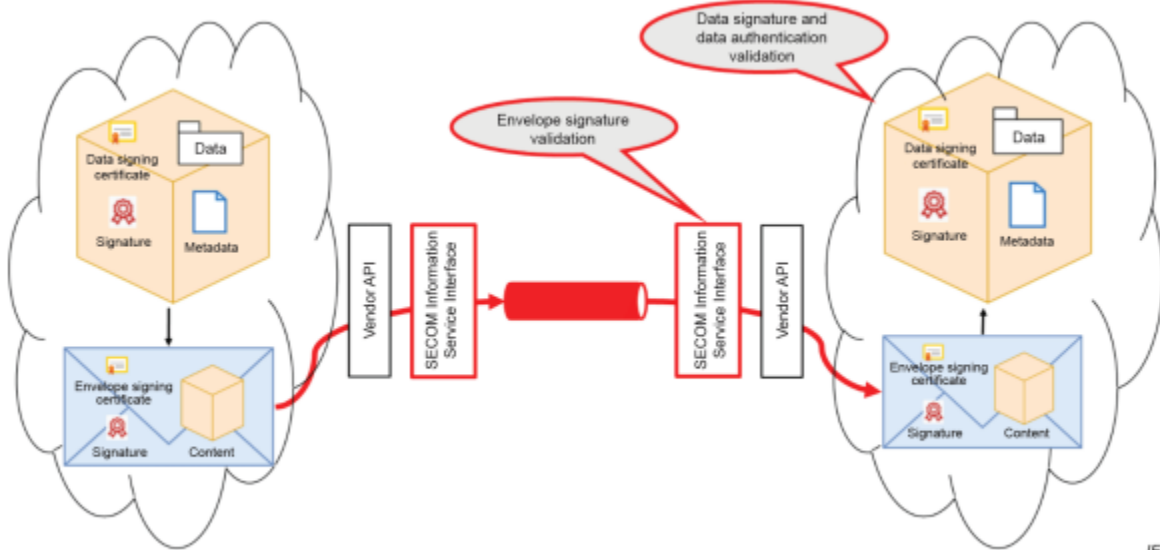 Data signature and
data authentication
validation
Envelope signature
validation
Data signing
certificate
Data
Signature
Metadata
Envelope signing
certificate
Signature
Content
Vendor API
SECOM Information
Service Interface
SECOM Information
Service Interface
Vendor API
Data signing
certificate
Data
Signature
Metadata
Envelope signing
certificate
Signature
Content